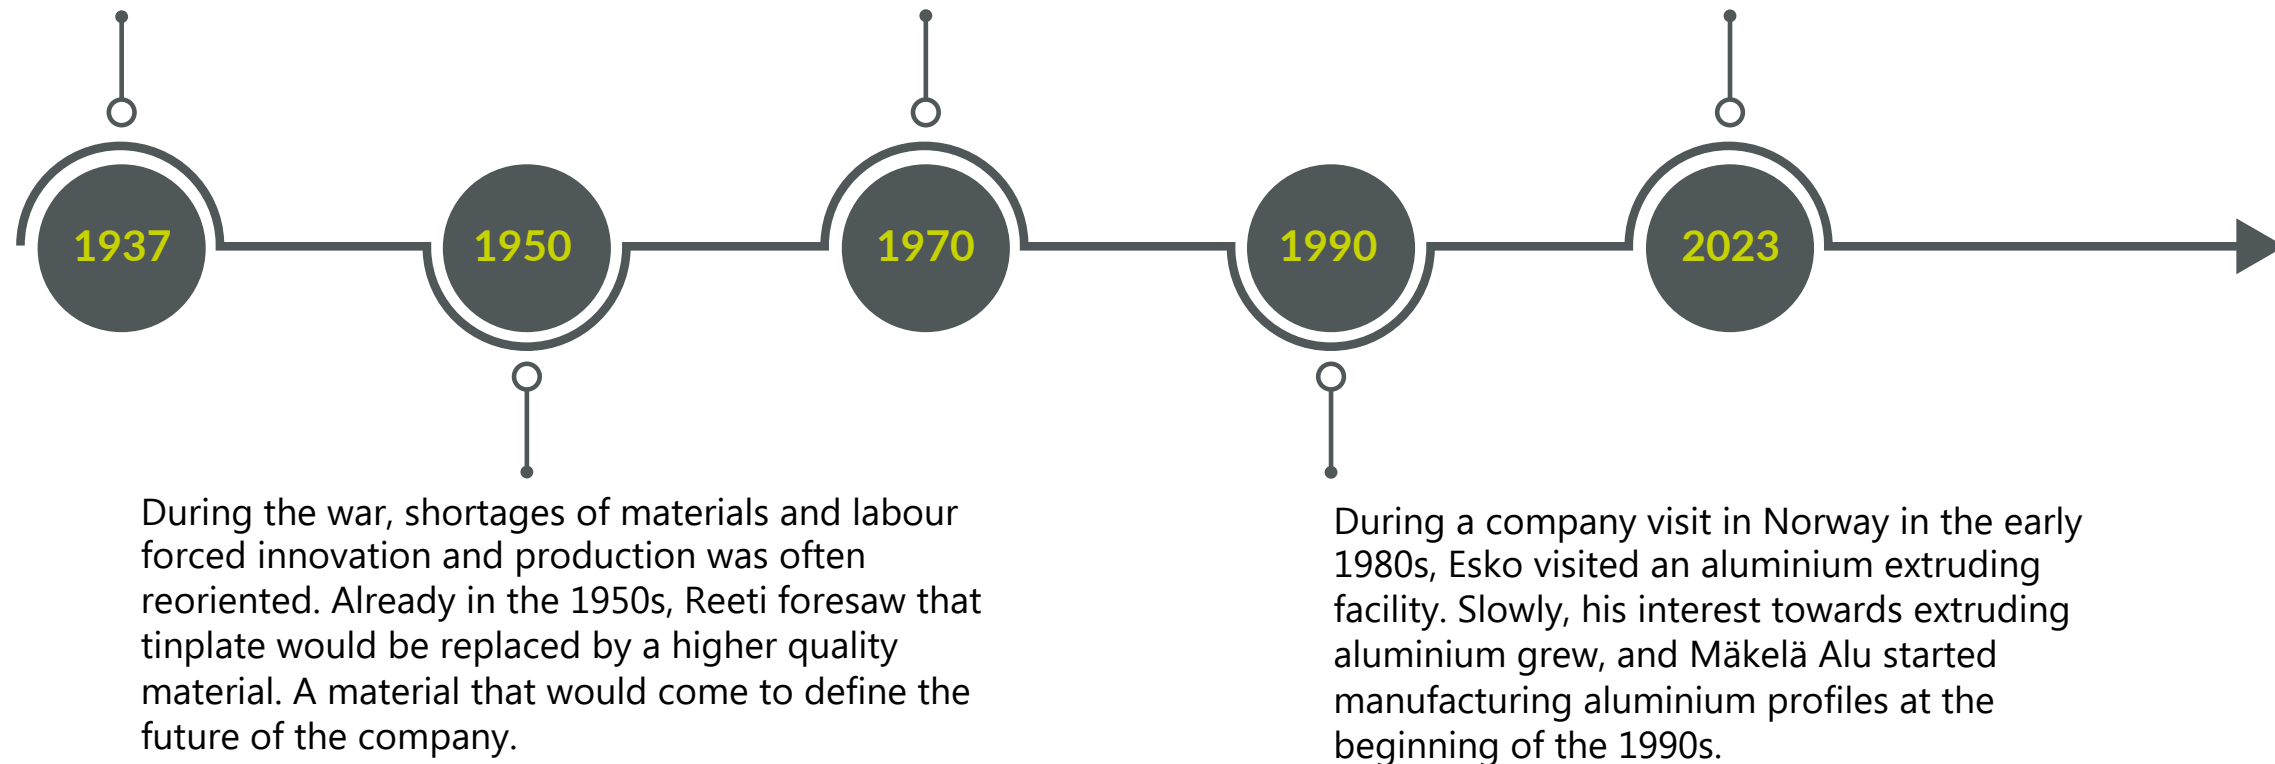 1937
1950
1970
1990
2023
During the war, shortages of materials and labour
forced innovation and production was often
reoriented. Already in the 1950s, Reeti foresaw that
tinplate would be replaced by a higher quality
material. A material that would come to define the
future of the company.
During a company visit in Norway in the early
1980s, Esko visited an aluminium extruding
facility. Slowly, his interest towards extruding
aluminium grew, and Mäkelä Alu started
manufacturing aluminium profiles at the
beginning of the 1990s.